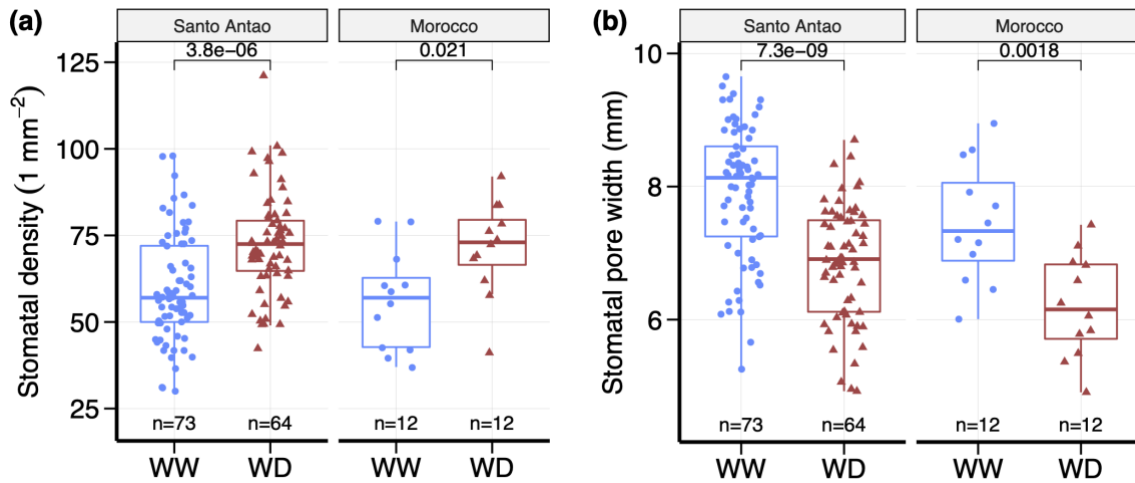 (a)
Santo Antao
Morocco
3.8e−06
0.021
Stomatal density (1 mm⁻²)
125
100
75
50
25
n=73
n=64
n=12
n=12
WW
WD
WW
WD
(b)
Santo Antao
Morocco
7.3e−09
0.0018
Stomatal pore width (mm)
10
8
6
n=73
n=64
n=12
n=12
WW
WD
WW
WD